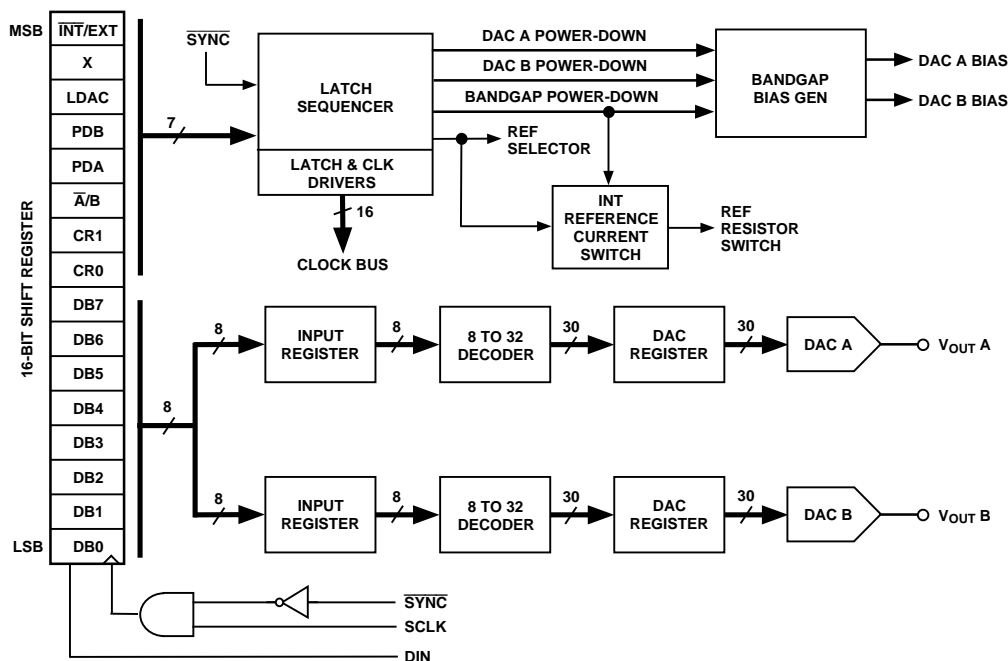 MSB
I̅N̅T̅/EXT
X
LDAC
PDB
PDA
A̅/B
CR1
CR0
DB7
DB6
DB5
DB4
DB3
DB2
DB1
LSB
DB0
16-BIT SHIFT REGISTER
7
S̅Y̅N̅C̅
LATCH
SEQUENCER
LATCH & CLK
DRIVERS
16
CLOCK BUS
DAC A POWER-DOWN
DAC B POWER-DOWN
BANDGAP POWER-DOWN
REF
SELECTOR
BANDGAP
BIAS GEN
DAC A BIAS
DAC B BIAS
INT
REFERENCE
CURRENT
SWITCH
REF
RESISTOR
SWITCH
8
8
INPUT
REGISTER
8
8 TO 32
DECODER
30
DAC
REGISTER
30
DAC A
VOUT A
8
INPUT
REGISTER
8
8 TO 32
DECODER
30
DAC
REGISTER
30
DAC B
VOUT B
S̅Y̅N̅C̅
SCLK
DIN